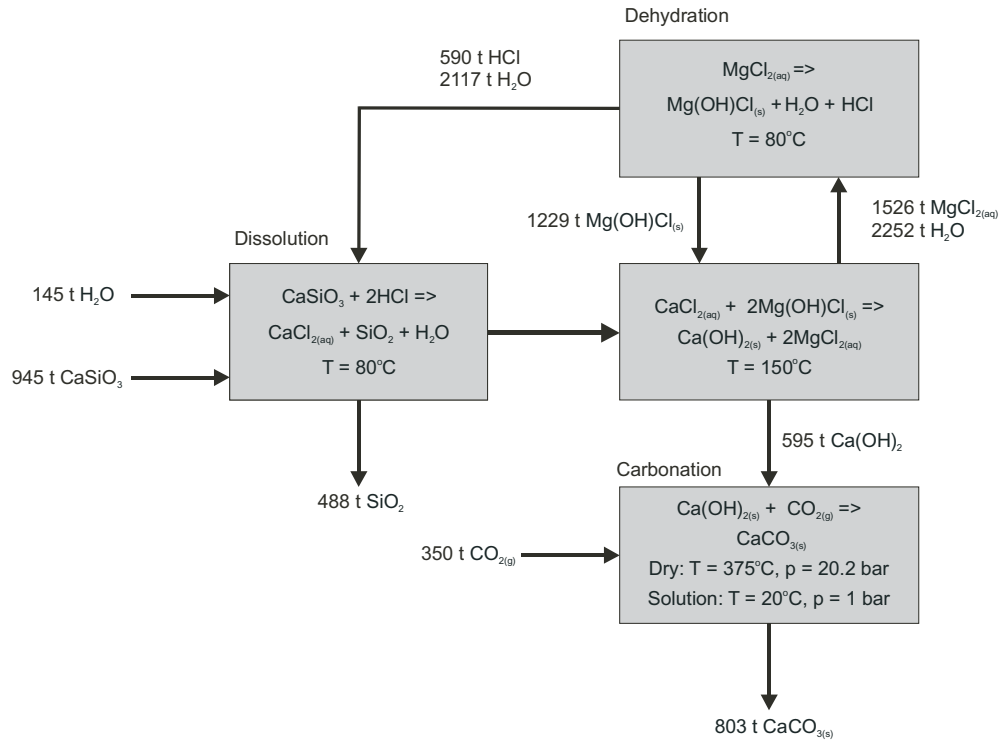 Dehydration
590 t HCl
2117 t H₂O
MgCl₂₍aq₎ =>
Mg(OH)Cl₍s₎ + H₂O + HCl
T = 80°C
1229 t Mg(OH)Cl₍s₎
1526 t MgCl₂₍aq₎
2252 t H₂O
Dissolution
145 t H₂O
945 t CaSiO₃
CaSiO₃ + 2HCl =>
CaCl₂₍aq₎ + SiO₂ + H₂O
T = 80°C
CaCl₂₍aq₎ + 2Mg(OH)Cl₍s₎ =>
Ca(OH)₂₍s₎ + 2MgCl₂₍aq₎
T = 150°C
595 t Ca(OH)₂
488 t SiO₂
Carbonation
350 t CO₂₍g₎
Ca(OH)₂₍s₎ + CO₂₍g₎ =>
CaCO₃₍s₎
Dry: T = 375°C, p = 20.2 bar
Solution: T = 20°C, p = 1 bar
803 t CaCO₃₍s₎